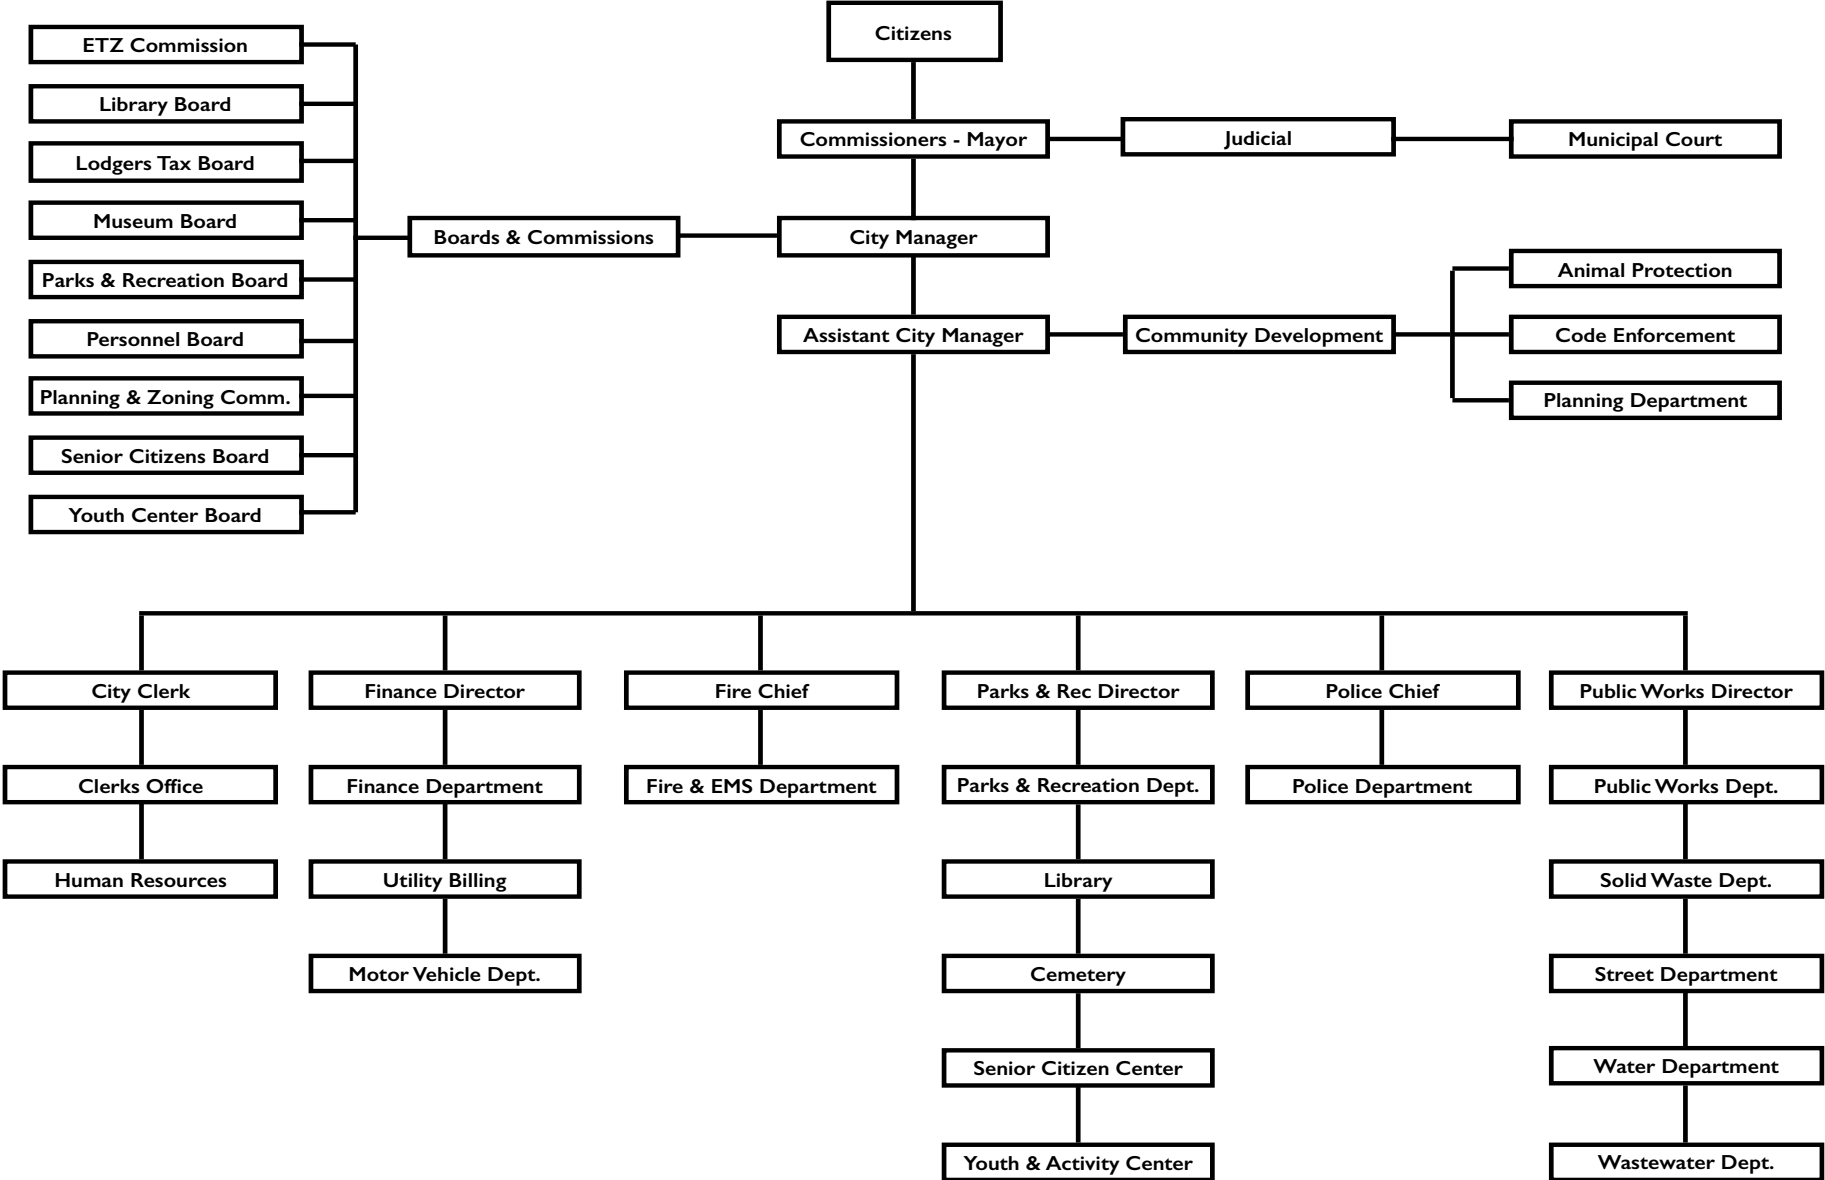 Citizens
ETZ Commission
Library Board
Lodgers Tax Board
Museum Board
Parks & Recreation Board
Personnel Board
Planning & Zoning Comm.
Senior Citizens Board
Youth Center Board
Boards & Commissions
Commissioners - Mayor
Judicial
Municipal Court
City Manager
Assistant City Manager
Community Development
Animal Protection
Code Enforcement
Planning Department
City Clerk
Clerks Office
Human Resources
Finance Director
Finance Department
Utility Billing
Motor Vehicle Dept.
Fire Chief
Fire & EMS Department
Parks & Rec Director
Parks & Recreation Dept.
Library
Cemetery
Senior Citizen Center
Youth & Activity Center
Police Chief
Police Department
Public Works Director
Public Works Dept.
Solid Waste Dept.
Street Department
Water Department
Wastewater Dept.